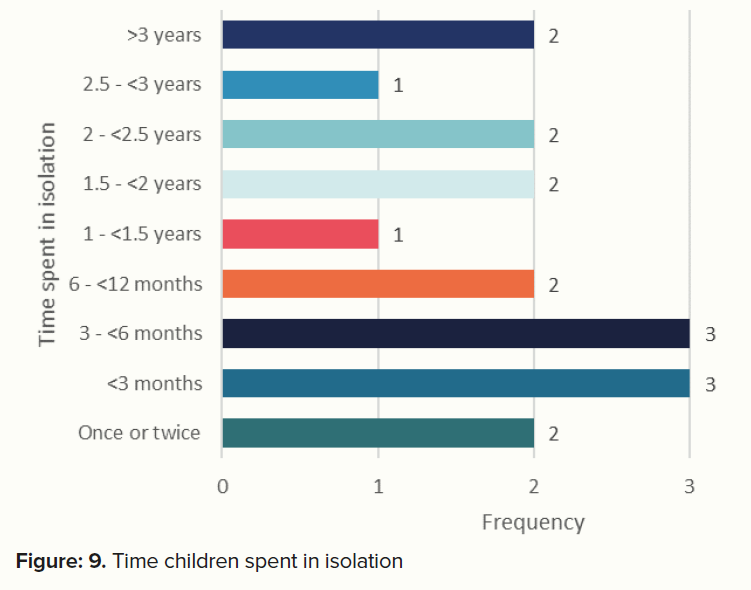 >3 years 2
2.5 - <3 years 1
2 - <2.5 years 2
1.5 - <2 years 2
1 - <1.5 years 1
6 - <12 months 2
3 - <6 months 3
<3 months 3
Once or twice 2
Time spent in isolation
0 1 2 3
Frequency
Figure: 9. Time children spent in isolation